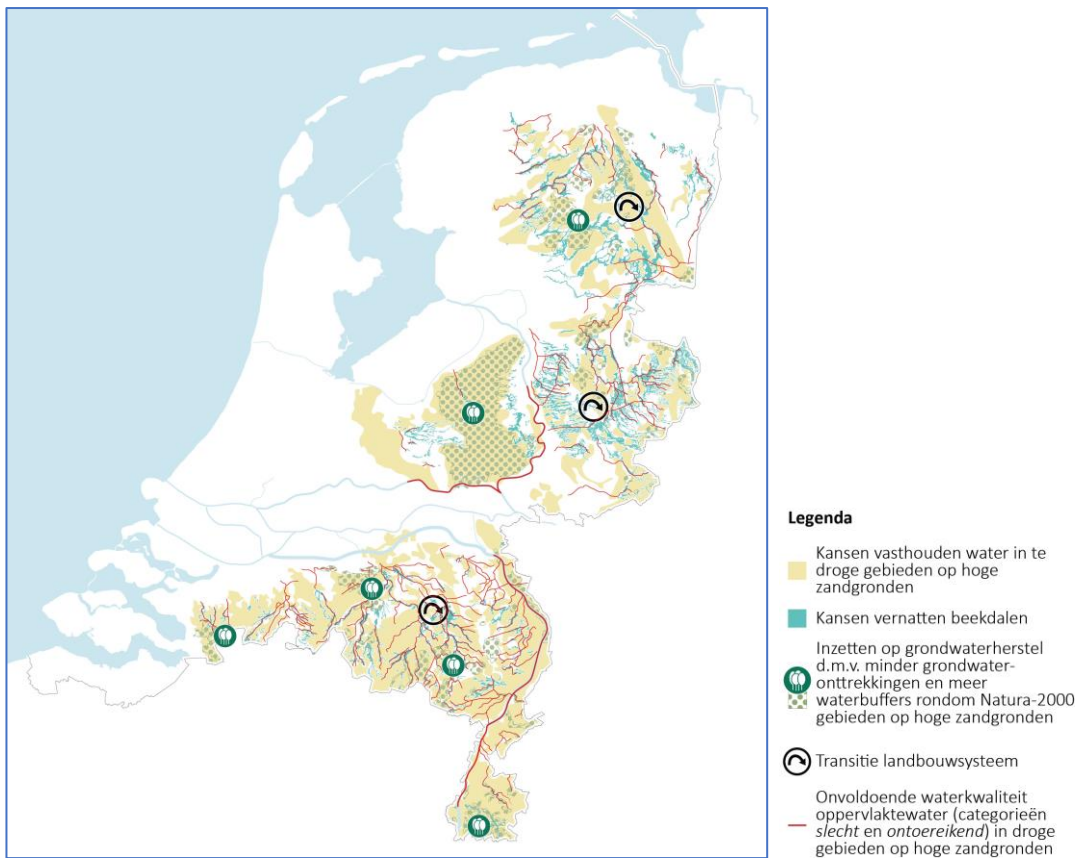 Legenda
Kansen vasthouden water in te
droge gebieden op hoge
zandgronden
Kansen vernatten beekdalen
Inzetten op grondwaterherstel
d.m.v. minder grondwater-
onttrekkingen en meer
waterbuffers rondom Natura-2000
gebieden op hoge zandgronden
Transitie landbouwsysteem
Onvoldoende waterkwaliteit
oppervlaktewater (categorieën
slecht en ontoereikend) in droge
gebieden op hoge zandgronden